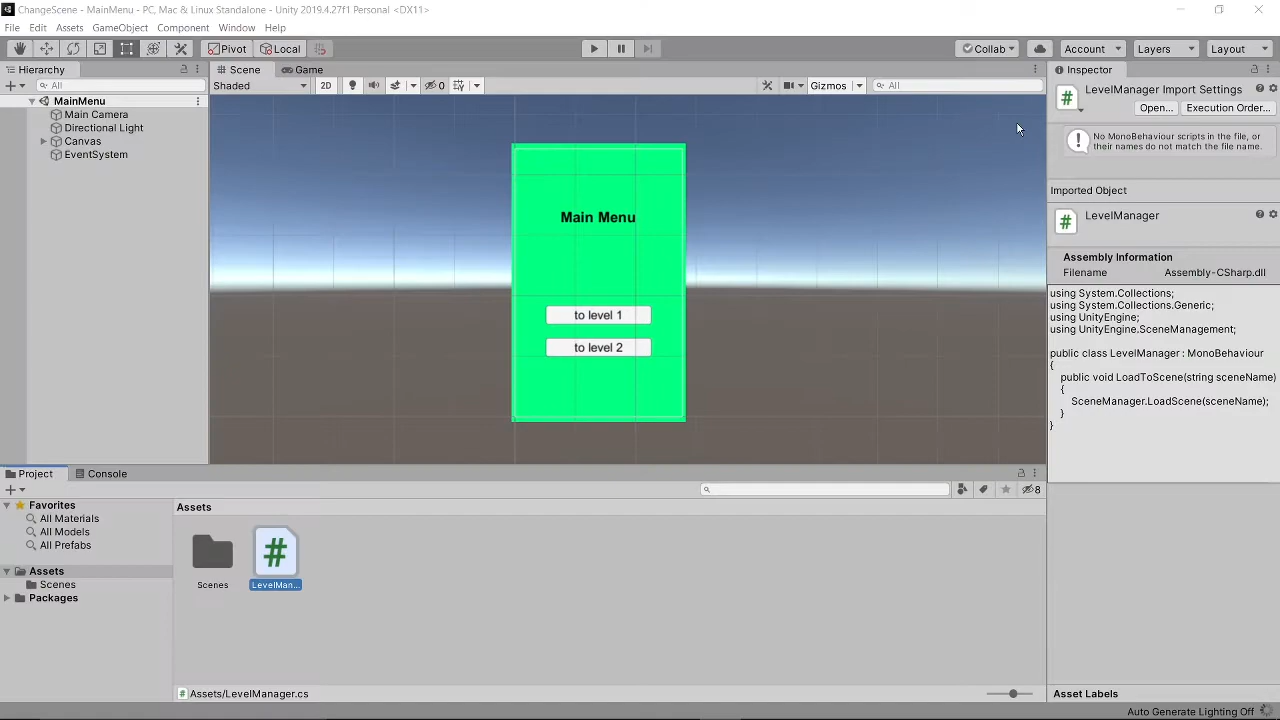 ChangeScene - MainMenu - PC, Mac & Linux Standalone - Unity 2019.4.27f1 Personal <DX11>
File Edit Assets GameObject Component Window Help
Pivot Local Collab Account Layers Layout
Hierarchy
All
MainMenu
Main Camera
Directional Light
Canvas
EventSystem
Scene Game
Shaded 2D 0 Gizmos All
Main Menu
to level 1
to level 2
Inspector
LevelManager Import Settings
Open... Execution Order...
No MonoBehaviour scripts in the file, or
their names do not match the file name.
Imported Object
LevelManager
Assembly Information
Filename Assembly-CSharp.dll
using System.Collections;
using System.Collections.Generic;
using UnityEngine;
using UnityEngine.SceneManagement;
public class LevelManager : MonoBehaviour
{
public void LoadToScene(string sceneName)
{
SceneManager.LoadScene(sceneName);
}
}
Asset Labels
Project Console
8
Favorites
All Materials
All Models
All Prefabs
Assets
Scenes
Packages
Assets
Scenes
LevelMan...
Assets/LevelManager.cs
Auto Generate Lighting Off